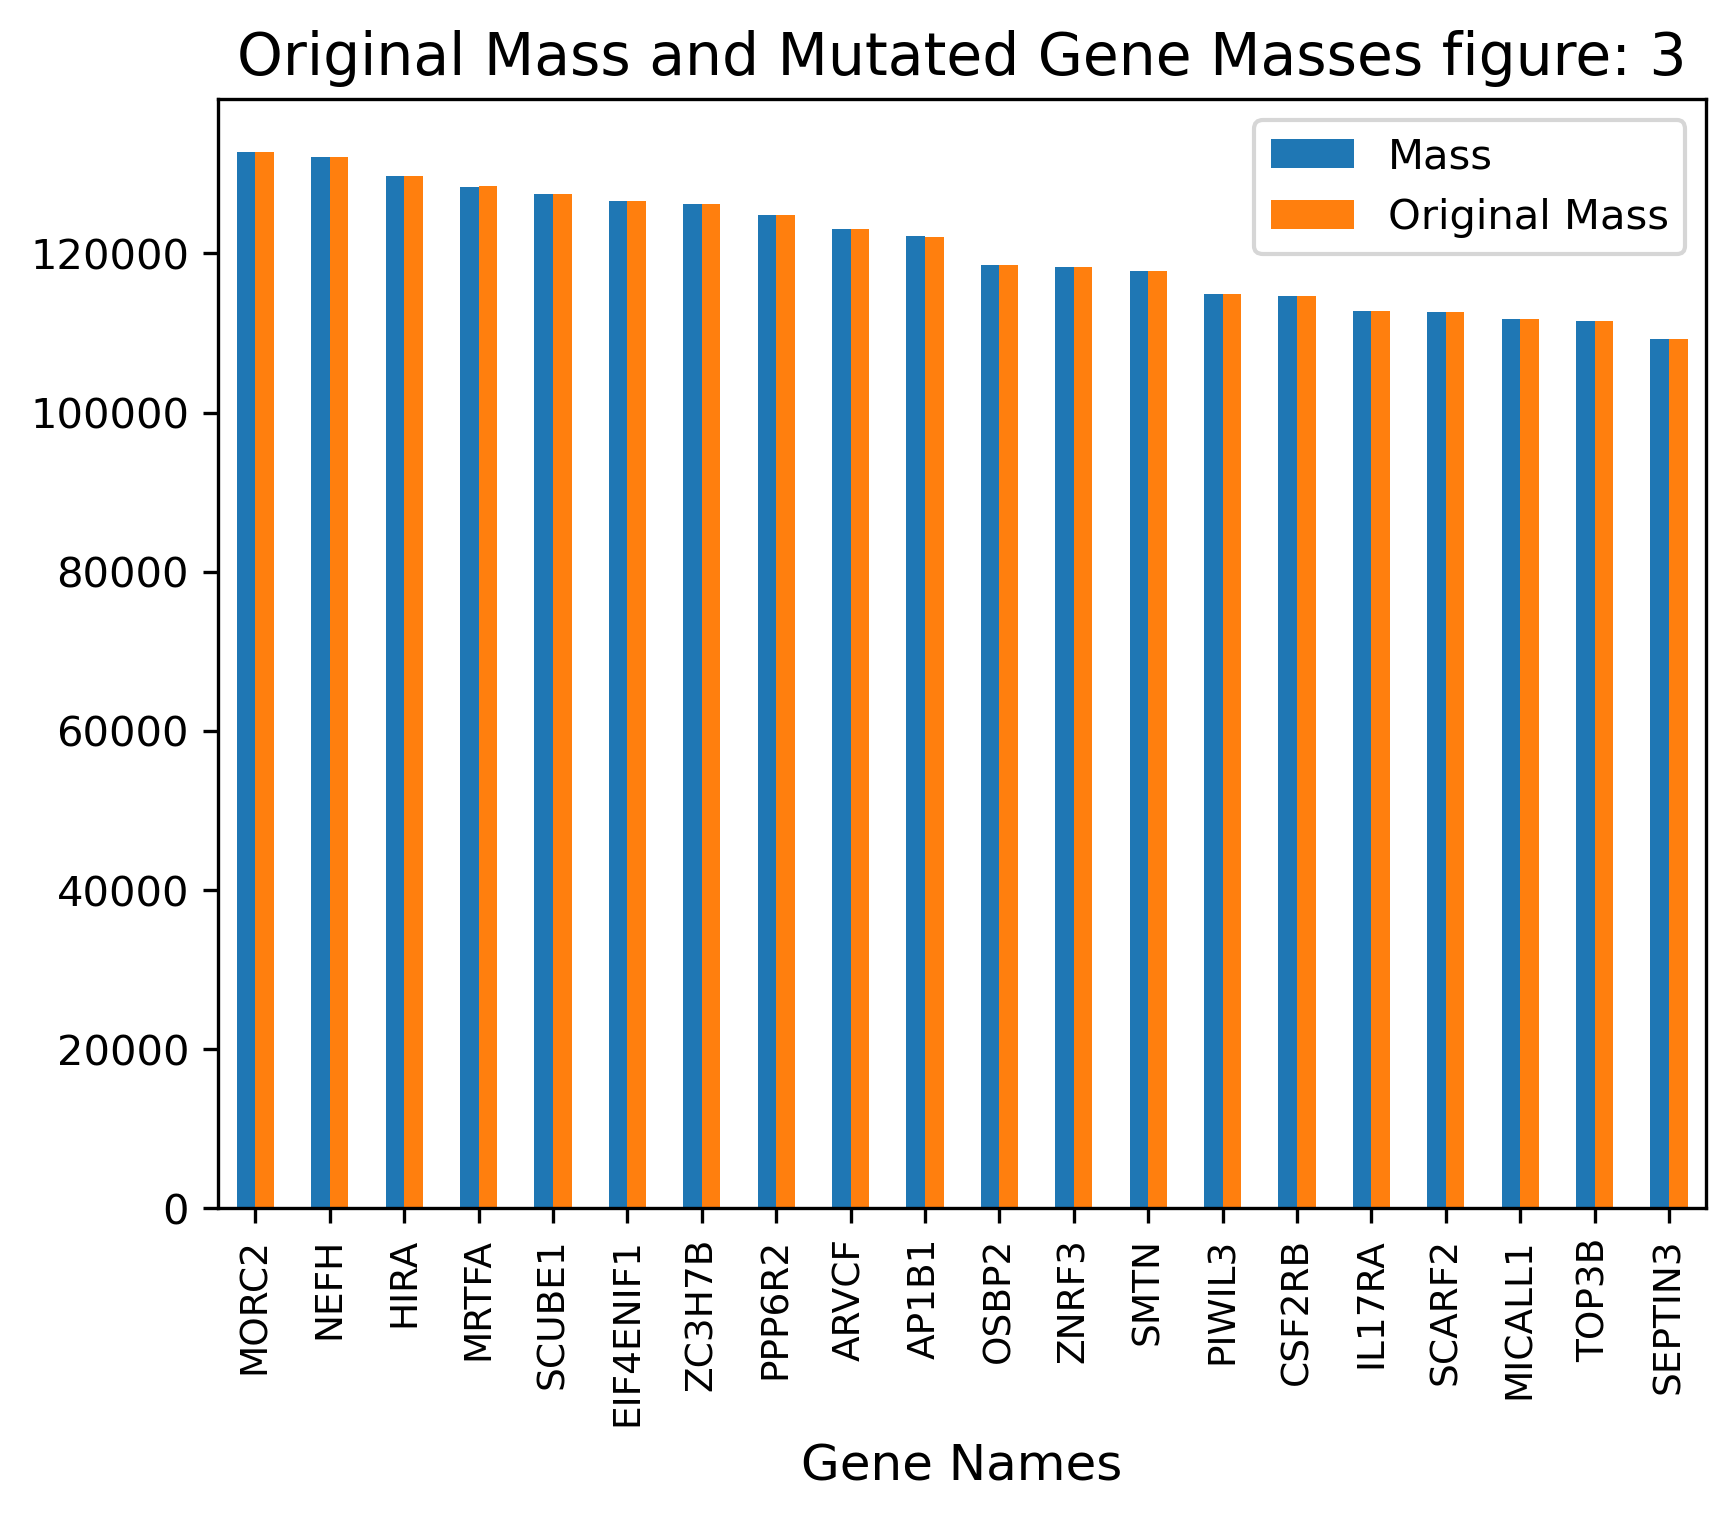 Original Mass and Mutated Gene Masses figure: 3
Mass
Original Mass
120000
100000
80000
60000
40000
20000
0
MORC2
NEFH
HIRA
MRTFA
SCUBE1
EIF4ENIF1
ZC3H7B
PPP6R2
ARVCF
AP1B1
OSBP2
ZNRF3
SMTN
PIWIL3
CSF2RB
IL17RA
SCARF2
MICALL1
TOP3B
SEPTIN3
Gene Names